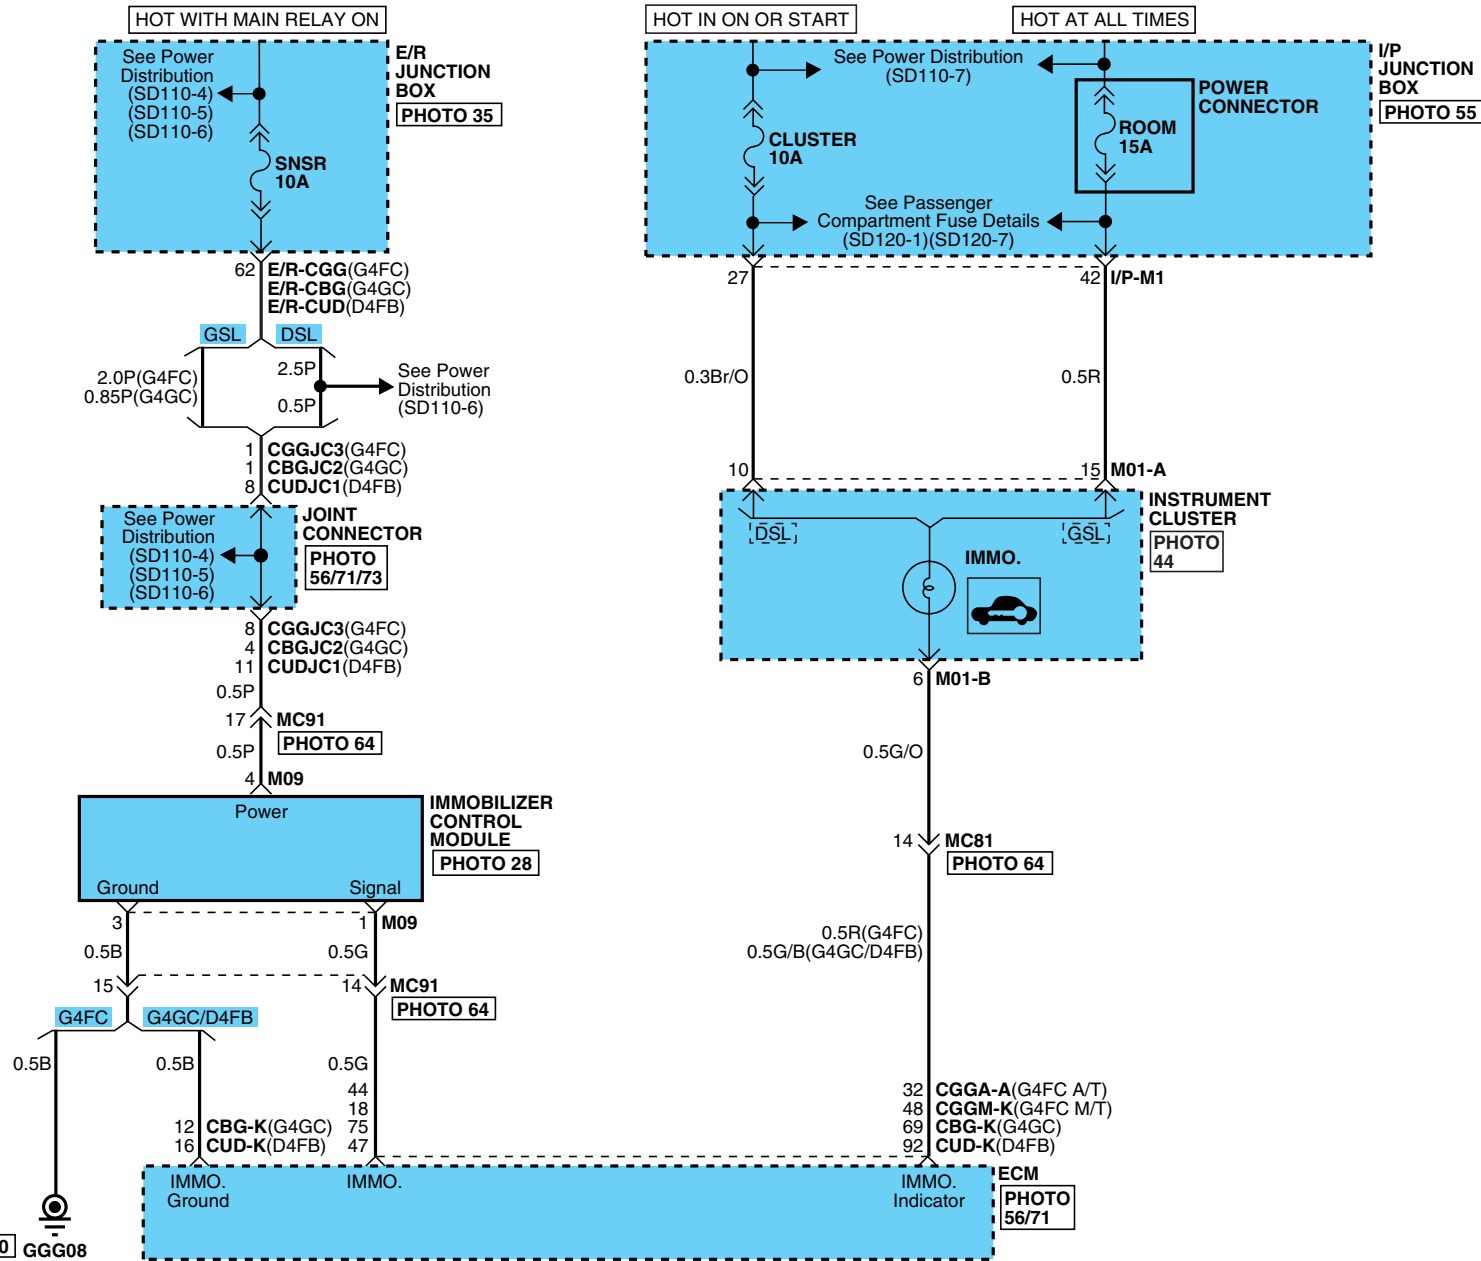 HOT WITH MAIN RELAY ON
HOT IN ON OR START
HOT AT ALL TIMES
See Power
Distribution
(SD110-4)
(SD110-5)
(SD110-6)
SNSR
10A
E/R
JUNCTION
BOX
PHOTO 35
See Power Distribution
(SD110-7)
CLUSTER
10A
ROOM
15A
POWER
CONNECTOR
I/P
JUNCTION
BOX
PHOTO 55
See Passenger
Compartment Fuse Details
(SD120-1)(SD120-7)
62 E/R-CGG(G4FC)
E/R-CBG(G4GC)
E/R-CUD(D4FB)
27
42 I/P-M1
GSL DSL
2.0P(G4FC)
0.85P(G4GC)
2.5P
0.5P
See Power
Distribution
(SD110-6)
0.3Br/O
0.5R
1 CGGJC3(G4FC)
1 CBGJC2(G4GC)
8 CUDJC1(D4FB)
10
15 M01-A
See Power
Distribution
(SD110-4)
(SD110-5)
(SD110-6)
JOINT
CONNECTOR
PHOTO
56/71/73
DSL
GSL
IMMO.
INSTRUMENT
CLUSTER
PHOTO
44
8 CGGJC3(G4FC)
4 CBGJC2(G4GC)
11 CUDJC1(D4FB)
0.5P
17 MC91
PHOTO 64
0.5P
4 M09
6 M01-B
0.5G/O
Power
Ground
Signal
IMMOBILIZER
CONTROL
MODULE
PHOTO 28
14 MC81
PHOTO 64
3
1 M09
0.5B
0.5G
15
14 MC91
PHOTO 64
0.5R(G4FC)
0.5G/B(G4GC/D4FB)
G4FC
G4GC/D4FB
0.5B
0.5B
0.5G
12 CBG-K(G4GC)
16 CUD-K(D4FB)
44
18
75
47
32 CGGA-A(G4FC A/T)
48 CGGM-K(G4FC M/T)
69 CBG-K(G4GC)
92 CUD-K(D4FB)
IMMO.
Ground
IMMO.
IMMO.
Indicator
ECM
PHOTO
56/71
0 GGG08